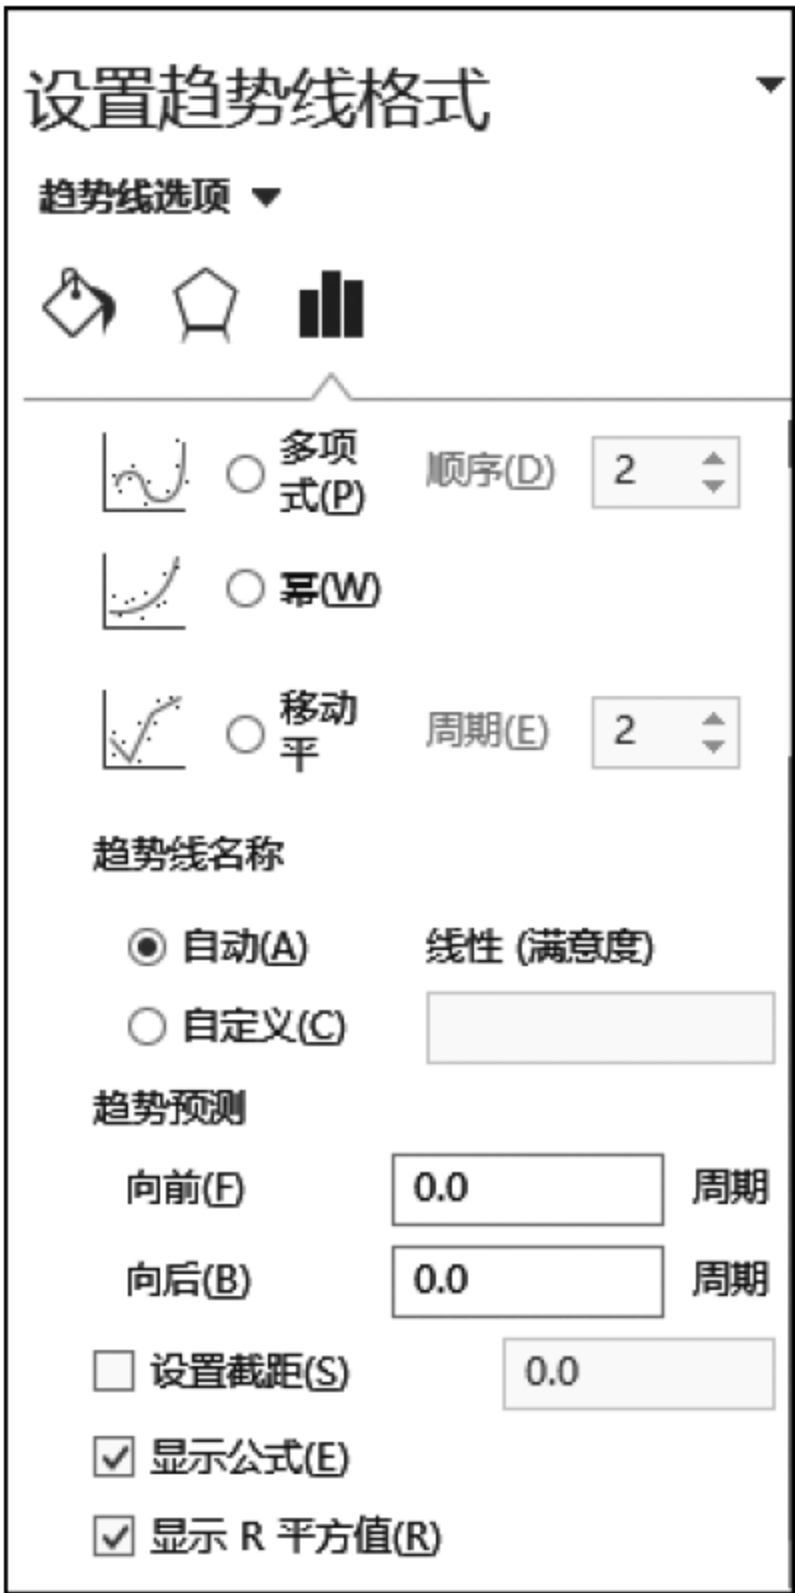 设置趋势线格式
趋势线选项
多项
式(P)
顺序(D)
2
幂(W)
移动
平
周期(E)
2
趋势线名称
自动(A)
线性 (满意度)
自定义(C)
趋势预测
向前(F)
0.0
周期
向后(B)
0.0
周期
设置截距(S)
0.0
显示公式(E)
显示 R 平方值(R)